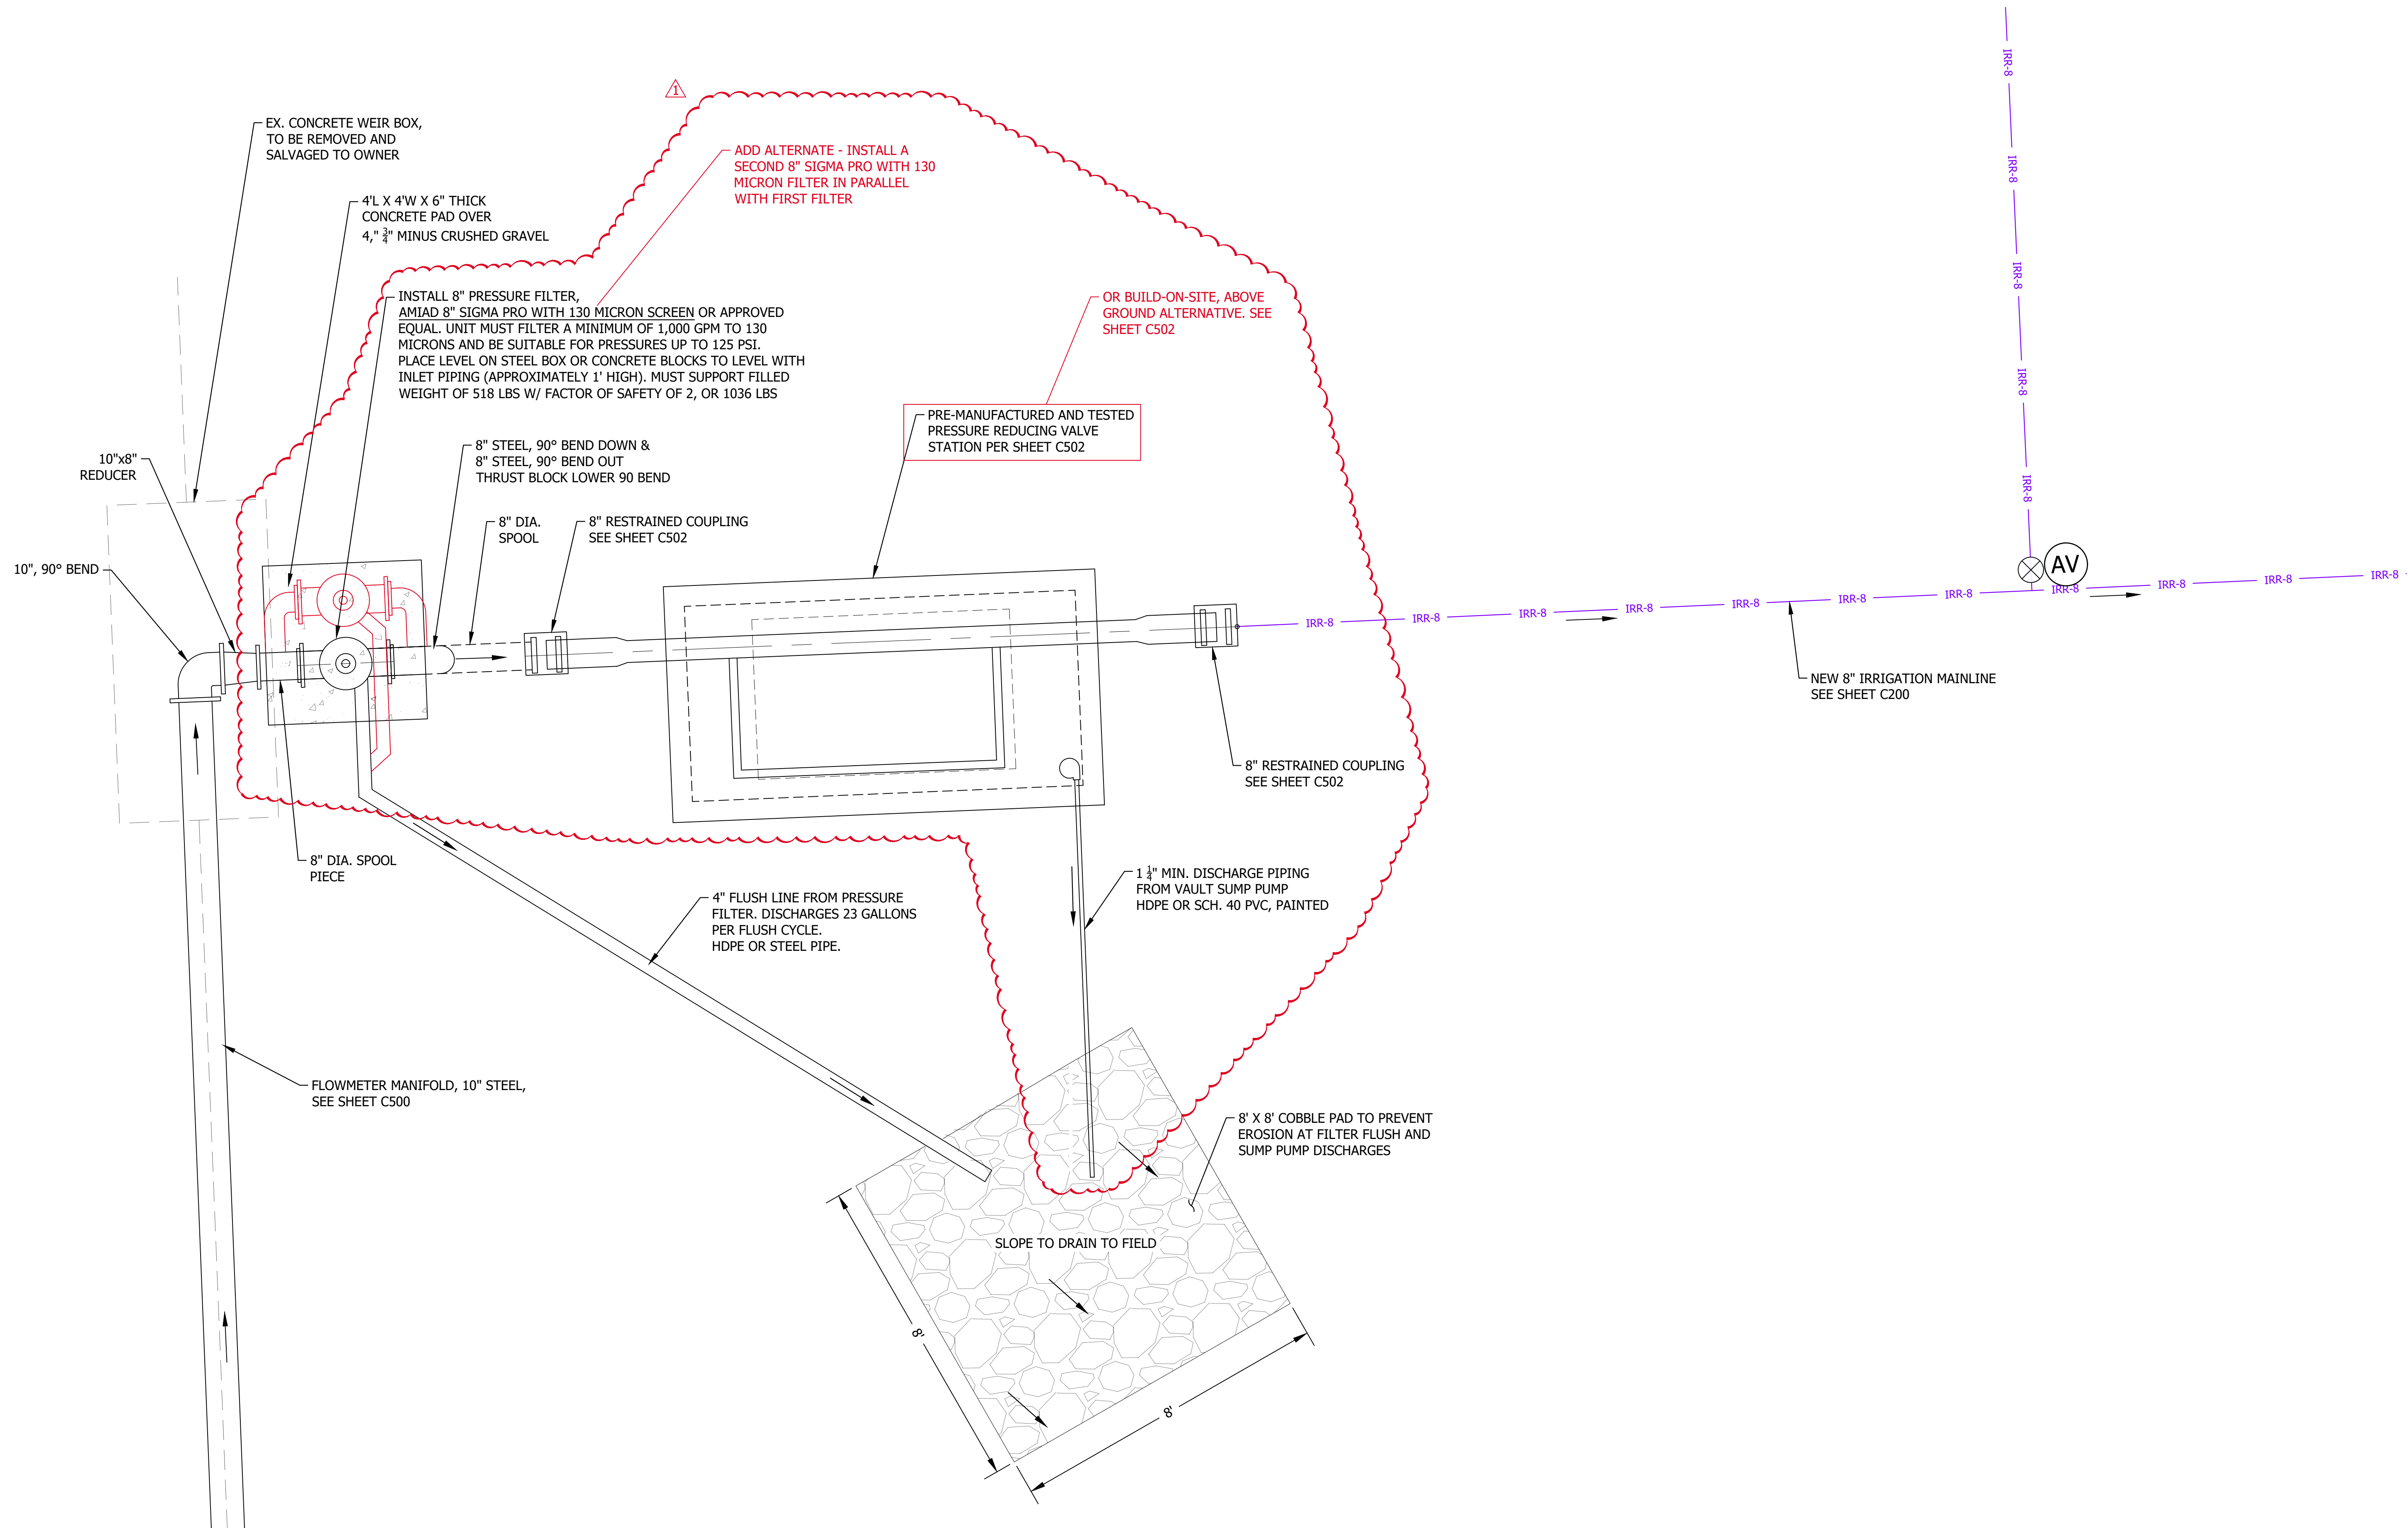 1
EX. CONCRETE WEIR BOX,
TO BE REMOVED AND
SALVAGED TO OWNER
ADD ALTERNATE - INSTALL A
SECOND 8" SIGMA PRO WITH 130
MICRON FILTER IN PARALLEL
WITH FIRST FILTER
4'L X 4'W X 6" THICK
CONCRETE PAD OVER
4," 3/4" MINUS CRUSHED GRAVEL
INSTALL 8" PRESSURE FILTER,
AMIAD 8" SIGMA PRO WITH 130 MICRON SCREEN OR APPROVED
EQUAL. UNIT MUST FILTER A MINIMUM OF 1,000 GPM TO 130
MICRONS AND BE SUITABLE FOR PRESSURES UP TO 125 PSI.
PLACE LEVEL ON STEEL BOX OR CONCRETE BLOCKS TO LEVEL WITH
INLET PIPING (APPROXIMATELY 1' HIGH). MUST SUPPORT FILLED
WEIGHT OF 518 LBS W/ FACTOR OF SAFETY OF 2, OR 1036 LBS
OR BUILD-ON-SITE, ABOVE
GROUND ALTERNATIVE. SEE
SHEET C502
PRE-MANUFACTURED AND TESTED
PRESSURE REDUCING VALVE
STATION PER SHEET C502
10"x8"
REDUCER
8" STEEL, 90° BEND DOWN &
8" STEEL, 90° BEND OUT
THRUST BLOCK LOWER 90 BEND
8" DIA.
SPOOL
8" RESTRAINED COUPLING
SEE SHEET C502
10", 90° BEND
IRR-8
IRR-8
IRR-8
IRR-8
IRR-8
AV
IRR-8
IRR-8
IRR-8
IRR-8
IRR-8
IRR-8
IRR-8
IRR-8
IRR-8
IRR-8
IRR-8
NEW 8" IRRIGATION MAINLINE
SEE SHEET C200
8" RESTRAINED COUPLING
SEE SHEET C502
8" DIA. SPOOL
PIECE
4" FLUSH LINE FROM PRESSURE
FILTER. DISCHARGES 23 GALLONS
PER FLUSH CYCLE.
HDPE OR STEEL PIPE.
1 1/4" MIN. DISCHARGE PIPING
FROM VAULT SUMP PUMP
HDPE OR SCH. 40 PVC, PAINTED
FLOWMETER MANIFOLD, 10" STEEL,
SEE SHEET C500
8' X 8' COBBLE PAD TO PREVENT
EROSION AT FILTER FLUSH AND
SUMP PUMP DISCHARGES
SLOPE TO DRAIN TO FIELD
8'
8'